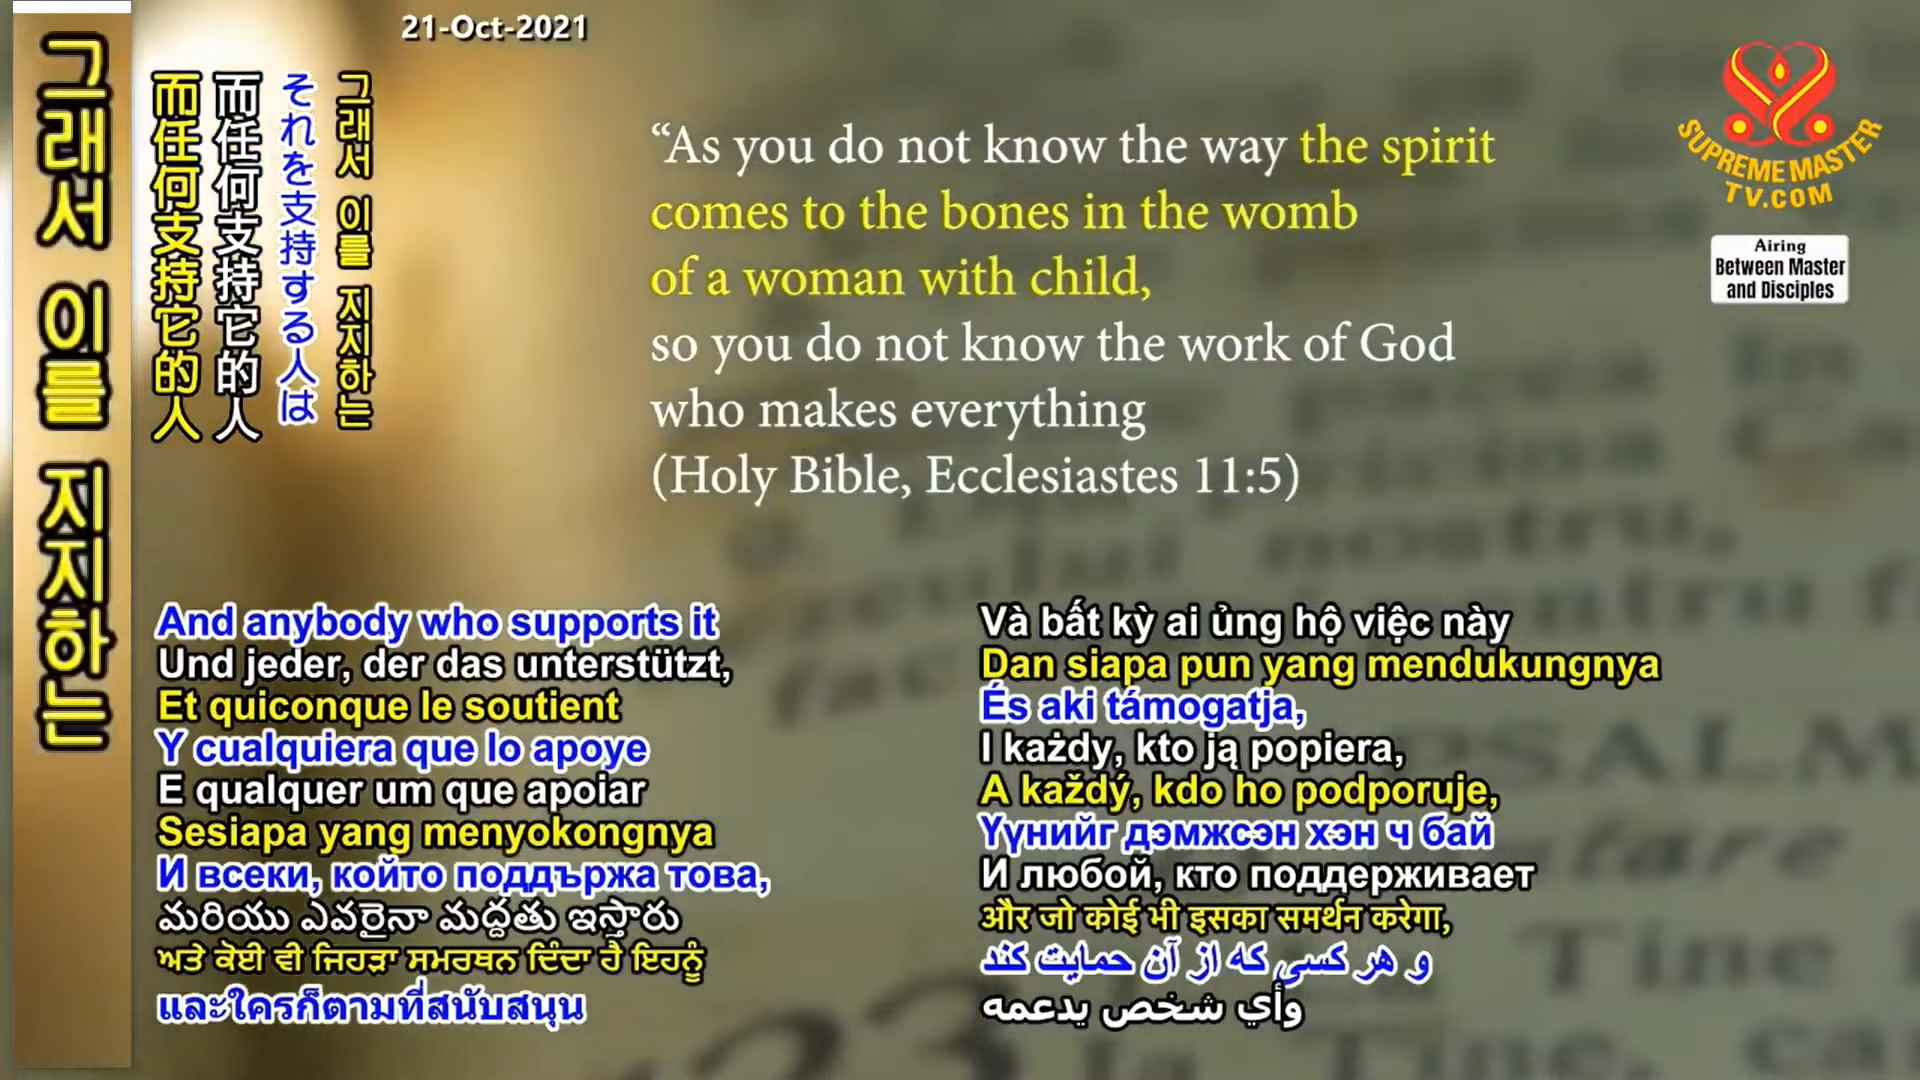 21-Oct-2021
그래서 이를 지지하는
而任何支持它的人
而任何支持它的人
それを支持する人は
그래서 이를 지지하는
“As you do not know the way the spirit
comes to the bones in the womb
of a woman with child,
so you do not know the work of God
who makes everything
(Holy Bible, Ecclesiastes 11:5)
SUPREME MASTER
TV.COM
Airing
Between Master
and Disciples
And anybody who supports it
Und jeder, der das unterstützt,
Et quiconque le soutient
Y cualquiera que lo apoye
E qualquer um que apoiar
Sesiapa yang menyokongnya
И всеки, който поддържа това,
మరియు ఎవరైనా మద్దతు ఇస్తారు
ਅਤੇ ਕੋਈ ਵੀ ਜਿਹੜਾ ਸਮਰਥਨ ਦਿੰਦਾ ਹੈ ਇਹਨੂੰ
และใครก็ตามที่สนับสนุน
Và bất kỳ ai ủng hộ việc này
Dan siapa pun yang mendukungnya
És aki támogatja,
I każdy, kto ją popiera,
A každý, kdo ho podporuje,
Үүнийг дэмжсэн хэн ч бай
И любой, кто поддерживает
और जो कोई भी इसका समर्थन करेगा,
و هر کسی که از آن حمایت کند
وأي شخص يدعمه